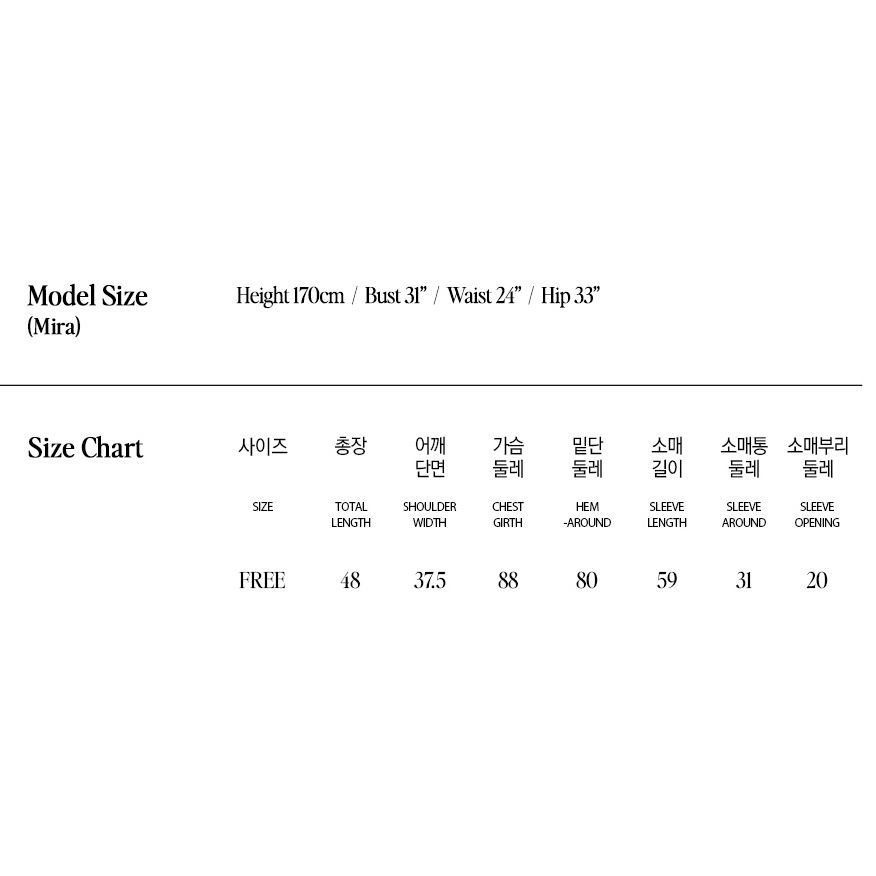 Model Size
(Mira)
Height 170cm / Bust 31” / Waist 24” / Hip 33”
Size Chart
사이즈 총장 어깨 가슴 밑단 소매 소매통 소매부리
단면 둘레 둘레 길이 둘레 둘레
SIZE TOTAL SHOULDER CHEST HEM SLEEVE SLEEVE SLEEVE
LENGTH WIDTH GIRTH -AROUND LENGTH AROUND OPENING
FREE 48 37.5 88 80 59 31 20